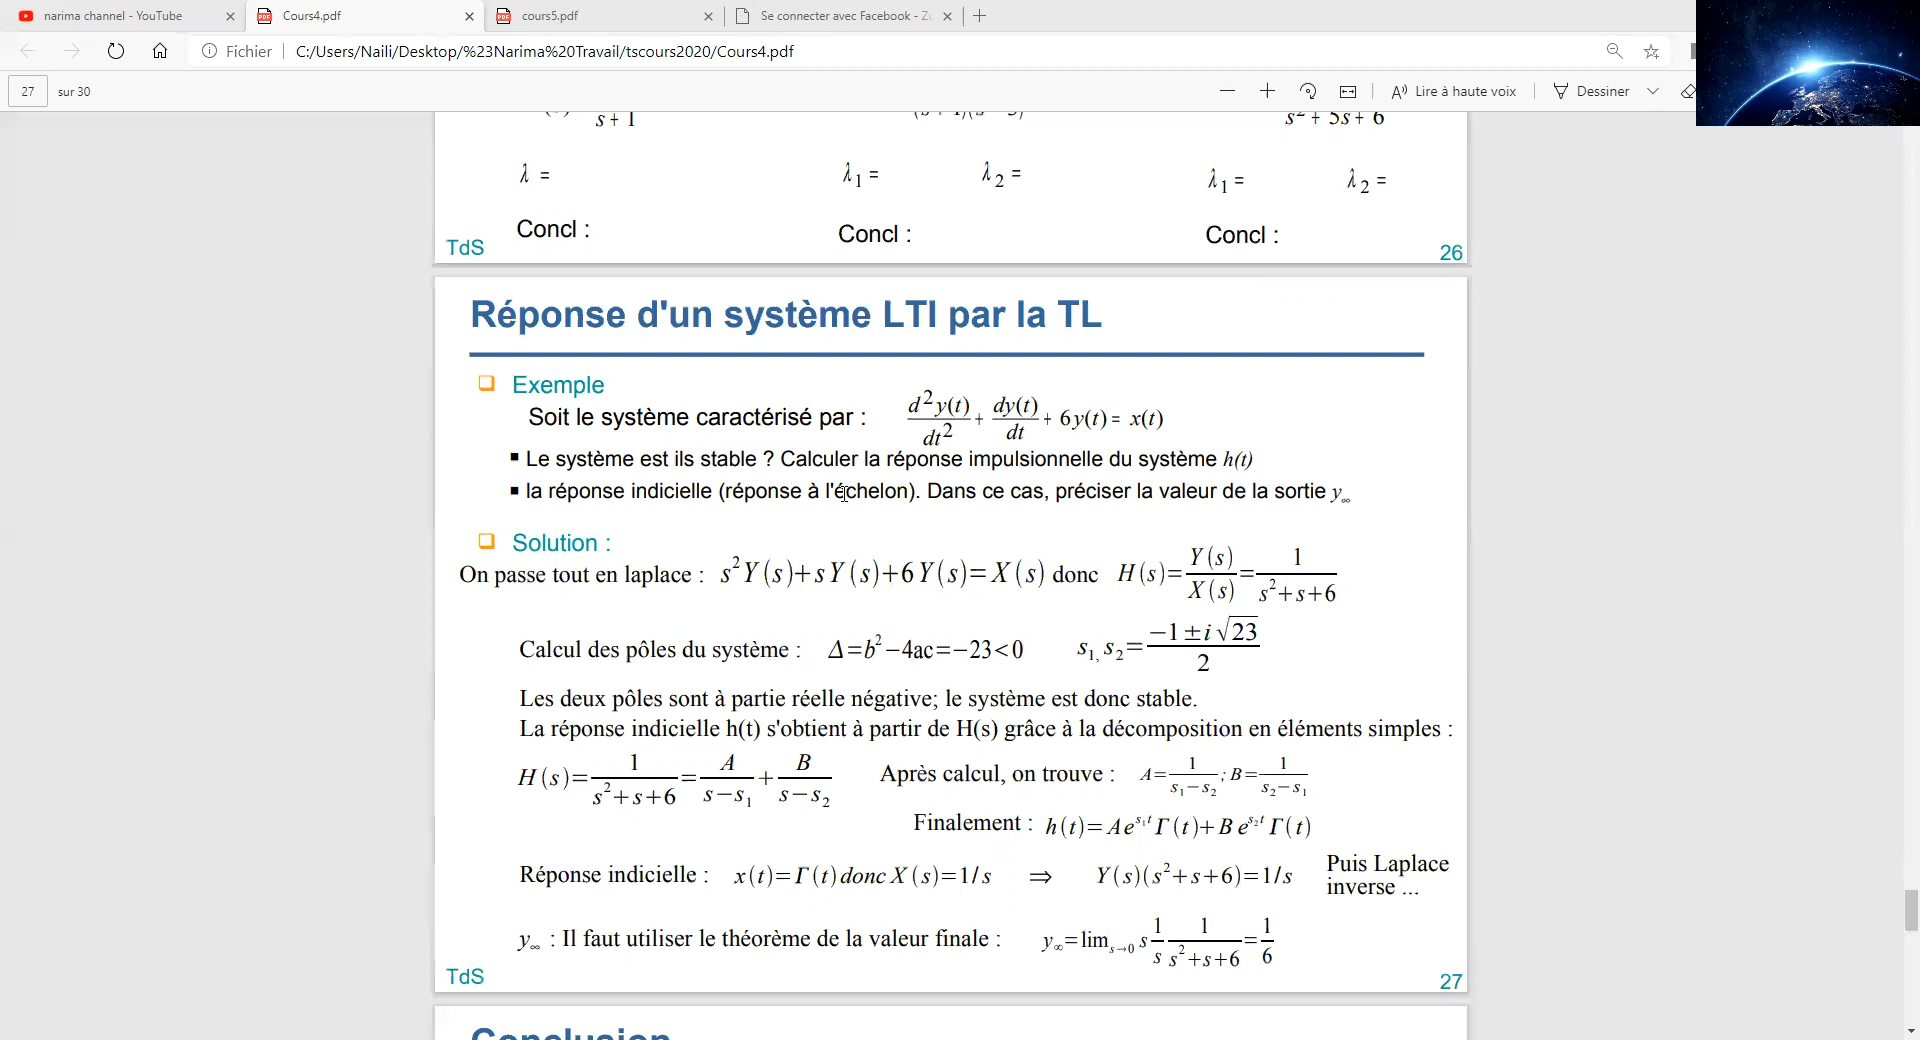 narima channel - YouTube
Cours4.pdf
cours5.pdf
Se connecter avec Facebook - Zo
Fichier
C:/Users/Naili/Desktop/%23Narima%20Travail/tscours2020/Cours4.pdf
27 sur 30
Lire à haute voix
Dessiner
s+1
s²+5s+6
λ =
λ₁ = λ₂ =
λ₁ = λ₂ =
Concl :
Concl :
Concl :
TdS
26
Réponse d'un système LTI par la TL
Exemple
Soit le système caractérisé par : d²y(t)/dt² + dy(t)/dt + 6y(t) = x(t)
Le système est ils stable ? Calculer la réponse impulsionnelle du système h(t)
la réponse indicielle (réponse à l'échelon). Dans ce cas, préciser la valeur de la sortie y∞
Solution :
On passe tout en laplace : s²Y(s)+sY(s)+6Y(s)=X(s) donc H(s)=Y(s)/X(s)=1/(s²+s+6)
Calcul des pôles du système : Δ=b²−4ac=−23<0 s₁, s₂=(−1±i√23)/2
Les deux pôles sont à partie réelle négative; le système est donc stable.
La réponse indicielle h(t) s'obtient à partir de H(s) grâce à la décomposition en éléments simples :
H(s)=1/(s²+s+6)=A/(s−s₁)+B/(s−s₂) Après calcul, on trouve : A=1/(s₁−s₂); B=1/(s₂−s₁)
Finalement : h(t)=A e^{s₁t} Γ(t)+B e^{s₂t} Γ(t)
Réponse indicielle : x(t)=Γ(t) donc X(s)=1/s ⇒ Y(s)(s²+s+6)=1/s Puis Laplace
inverse ...
y∞ : Il faut utiliser le théorème de la valeur finale : y∞=lim s→0 s 1/s 1/(s²+s+6)=1/6
TdS
27
Conclusion